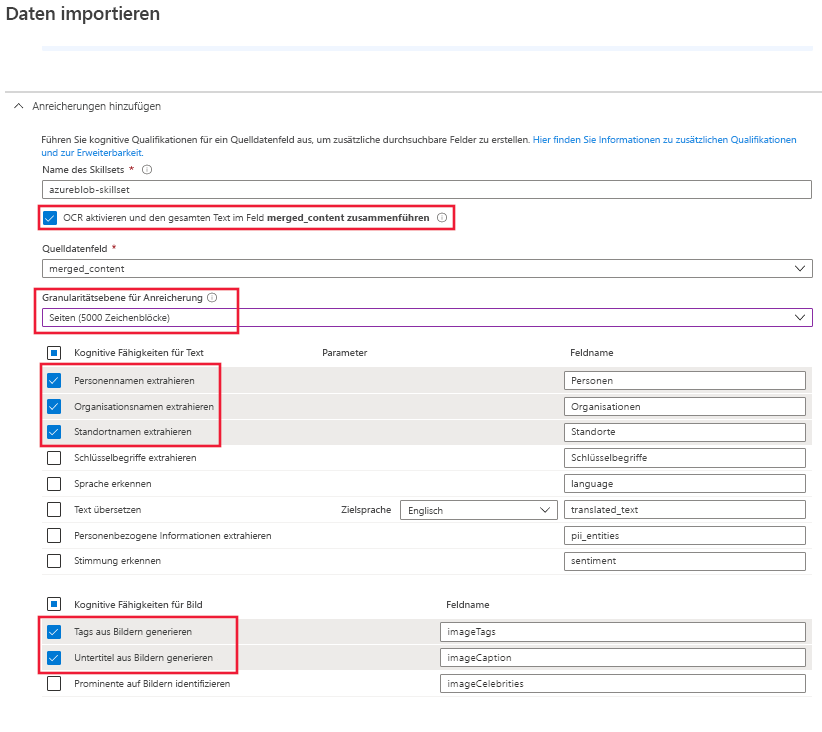 Daten importieren
Anreicherungen hinzufügen
Führen Sie kognitive Qualifikationen für ein Quelldatenfeld aus, um zusätzliche durchsuchbare Felder zu erstellen. Hier finden Sie Informationen zu zusätzlichen Qualifikationen
und zur Erweiterbarkeit.
Name des Skillsets *
azureblob-skillset
OCR aktivieren und den gesamten Text im Feld merged_content zusammenführen
Quelldatenfeld *
merged_content
Granularitätsebene für Anreicherung
Seiten (5000 Zeichenblöcke)
Kognitive Fähigkeiten für Text Parameter Feldname
Personennamen extrahieren Personen
Organisationsnamen extrahieren Organisationen
Standortnamen extrahieren Standorte
Schlüsselbegriffe extrahieren Schlüsselbegriffe
Sprache erkennen language
Text übersetzen Zielsprache Englisch translated_text
Personenbezogene Informationen extrahieren pii_entities
Stimmung erkennen sentiment
Kognitive Fähigkeiten für Bild Feldname
Tags aus Bildern generieren imageTags
Untertitel aus Bildern generieren imageCaption
Prominente auf Bildern identifizieren imageCelebrities